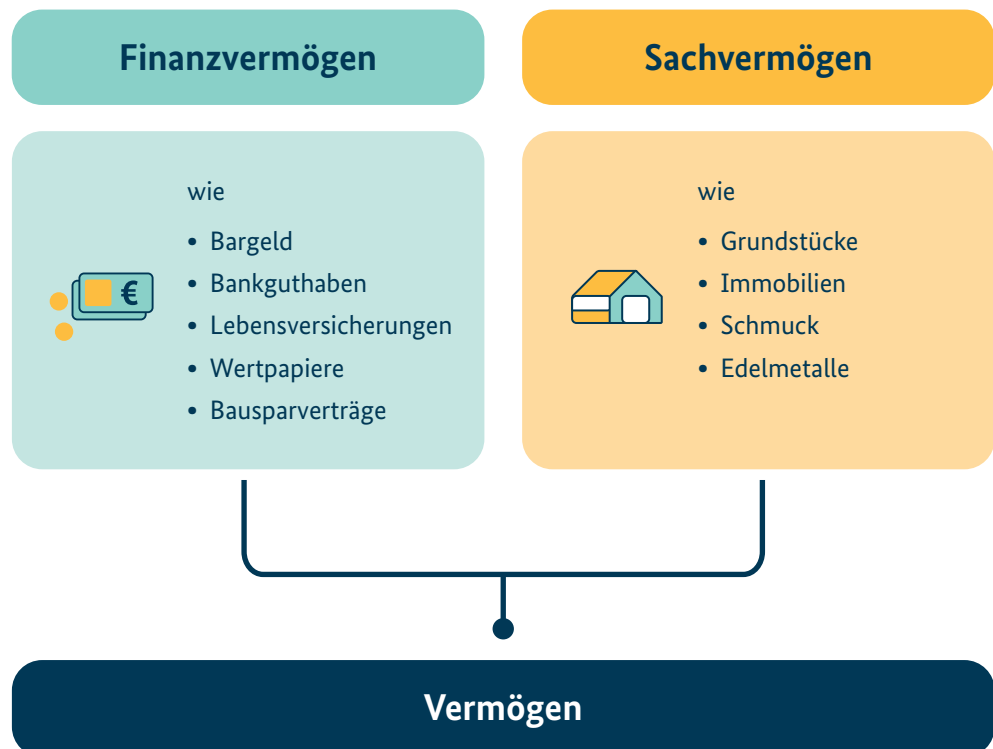 Finanzvermögen
wie
• Bargeld
• Bankguthaben
• Lebensversicherungen
• Wertpapiere
• Bausparverträge
€
Sachvermögen
wie
• Grundstücke
• Immobilien
• Schmuck
• Edelmetalle
Vermögen